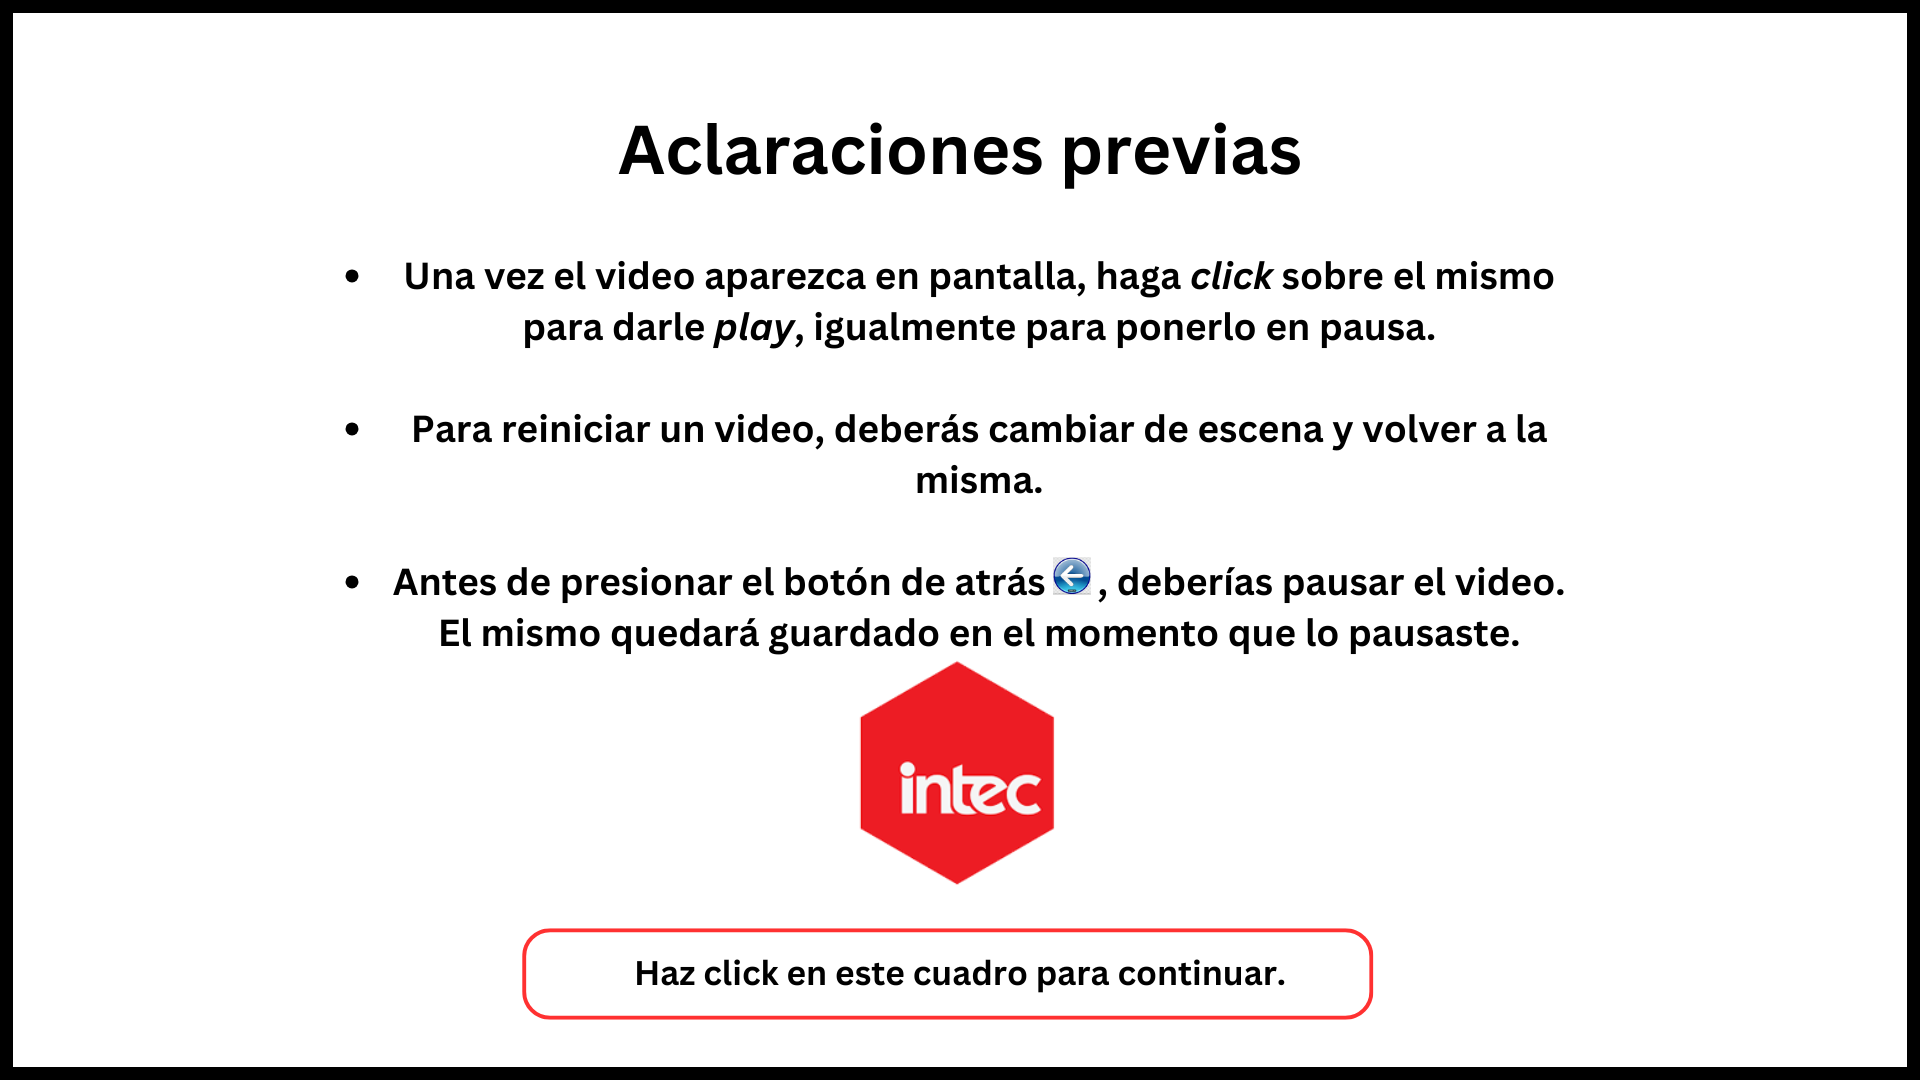 Aclaraciones previas
• Una vez el video aparezca en pantalla, haga click sobre el mismo
para darle play, igualmente para ponerlo en pausa.
• Para reiniciar un video, deberás cambiar de escena y volver a la
misma.
• Antes de presionar el botón de atrás , deberías pausar el video.
El mismo quedará guardado en el momento que lo pausaste.
intec
Haz click en este cuadro para continuar.